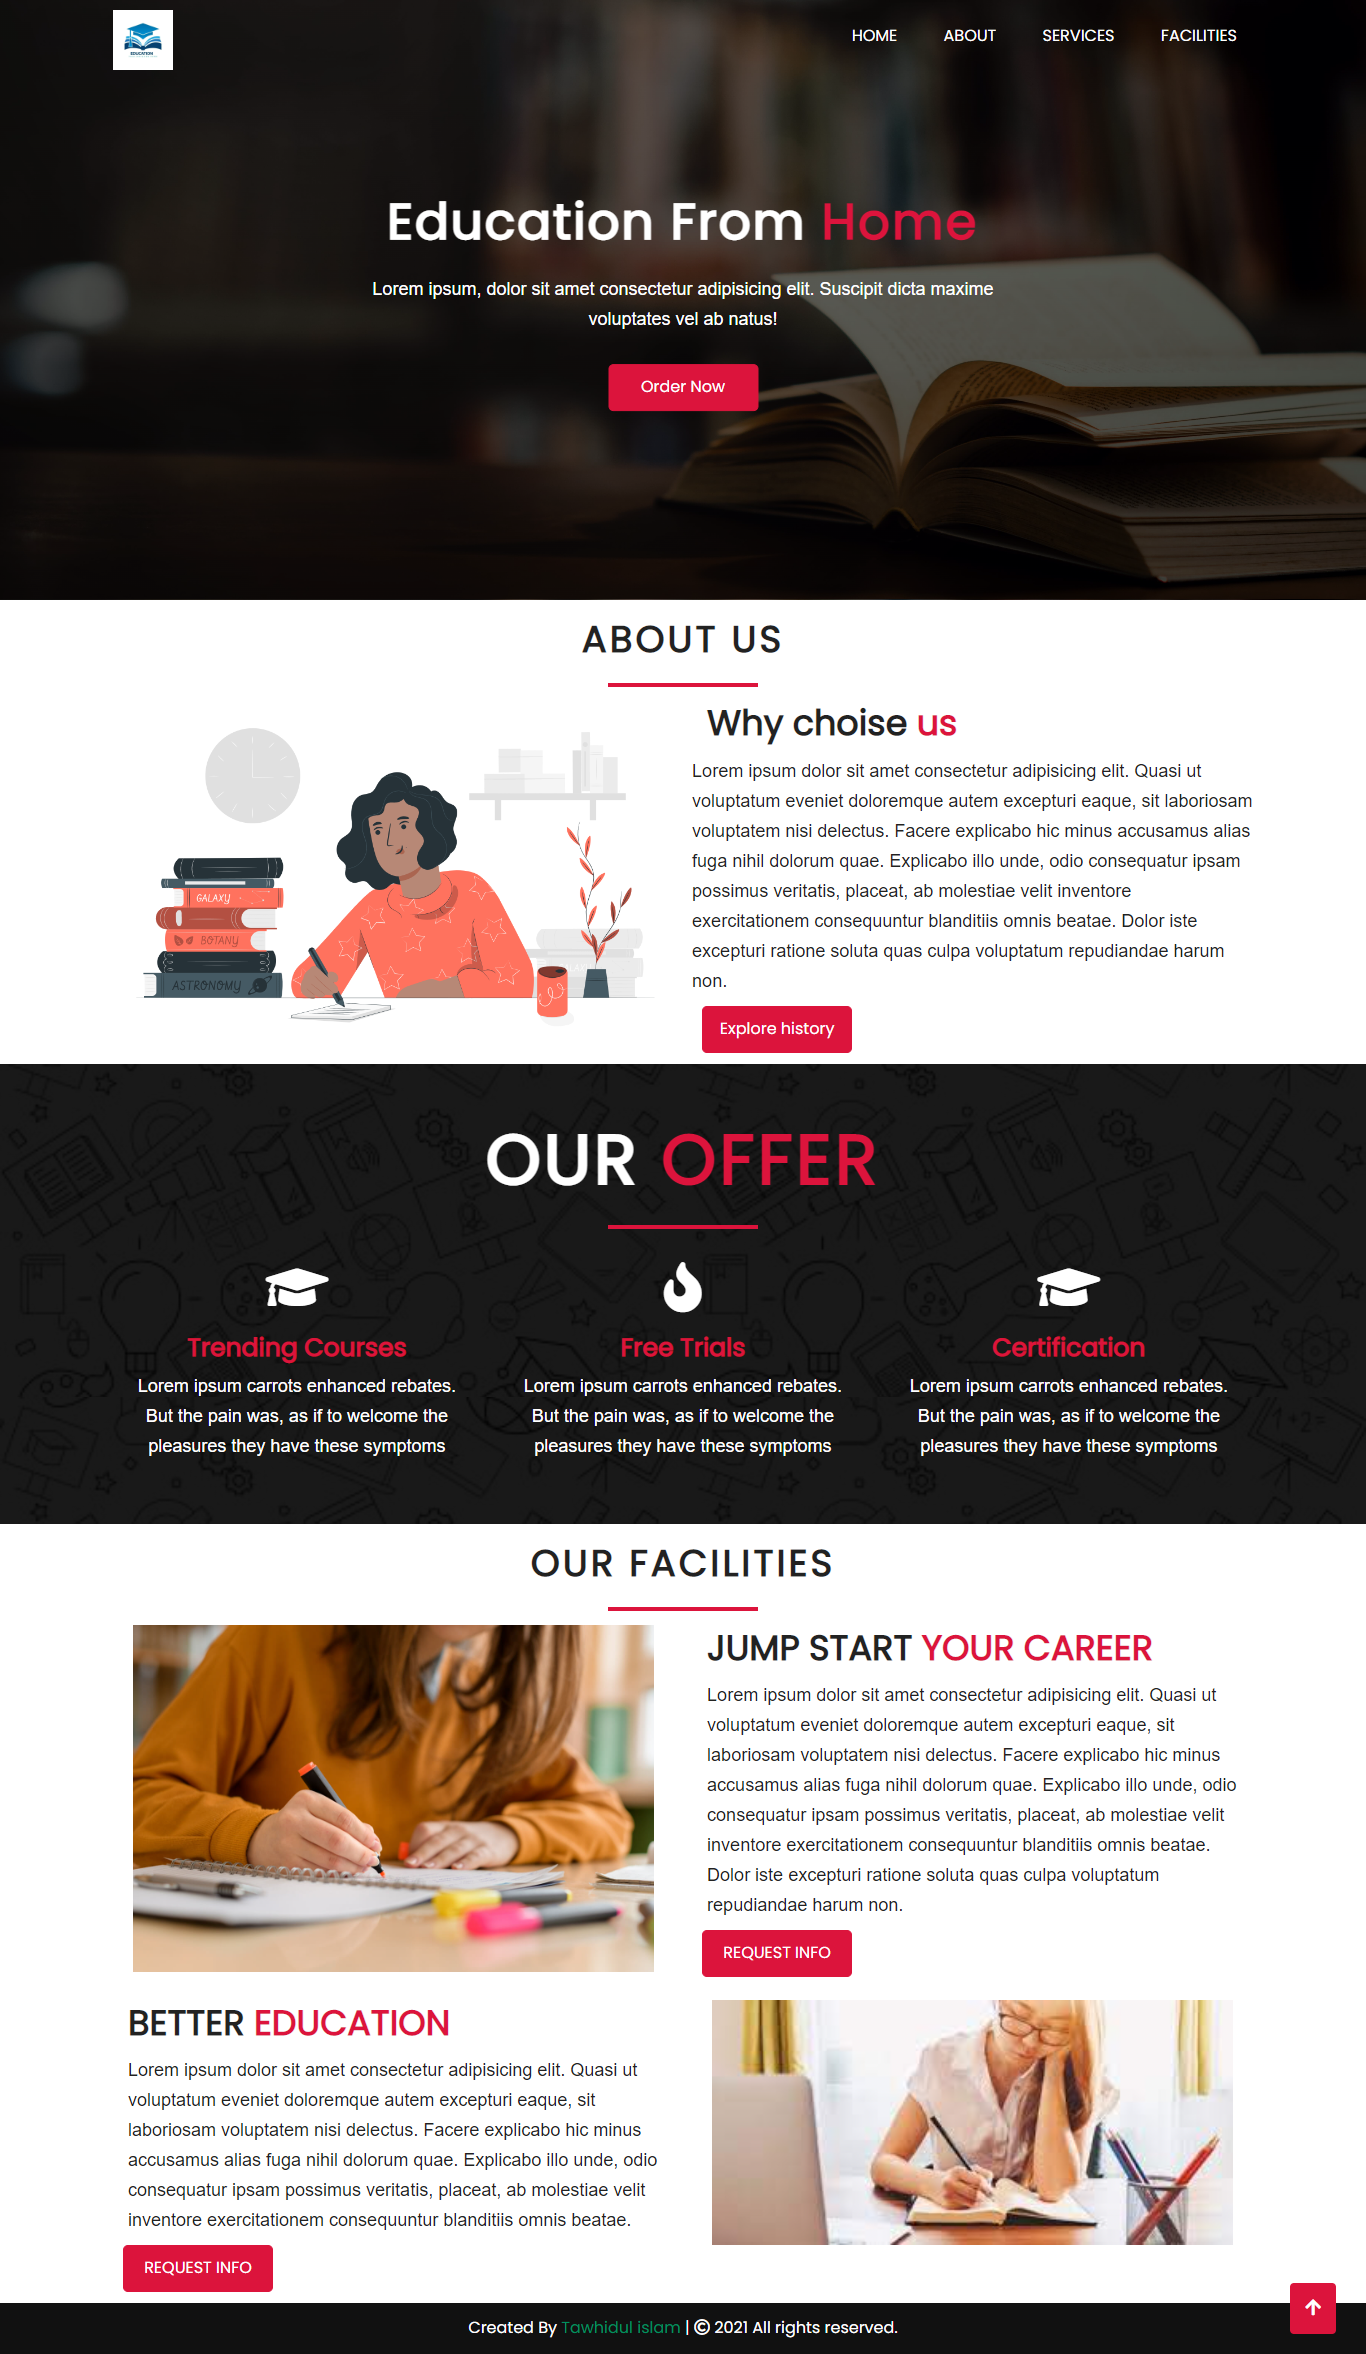 EDUCATION
HOME
ABOUT
SERVICES
FACILITIES
Education From Home
Lorem ipsum, dolor sit amet consectetur adipisicing elit. Suscipit dicta maxime
voluptates vel ab natus!
Order Now
ABOUT US
GALAXY
BOTANY
ASTRONOMY
Why choise us
Lorem ipsum dolor sit amet consectetur adipisicing elit. Quasi ut
voluptatum eveniet doloremque autem excepturi eaque, sit laboriosam
voluptatem nisi delectus. Facere explicabo hic minus accusamus alias
fuga nihil dolorum quae. Explicabo illo unde, odio consequatur ipsam
possimus veritatis, placeat, ab molestiae velit inventore
exercitationem consequuntur blanditiis omnis beatae. Dolor iste
excepturi ratione soluta quas culpa voluptatum repudiandae harum
non.
Explore history
OUR OFFER
Trending Courses
Lorem ipsum carrots enhanced rebates.
But the pain was, as if to welcome the
pleasures they have these symptoms
Free Trials
Lorem ipsum carrots enhanced rebates.
But the pain was, as if to welcome the
pleasures they have these symptoms
Certification
Lorem ipsum carrots enhanced rebates.
But the pain was, as if to welcome the
pleasures they have these symptoms
OUR FACILITIES
JUMP START YOUR CAREER
Lorem ipsum dolor sit amet consectetur adipisicing elit. Quasi ut
voluptatum eveniet doloremque autem excepturi eaque, sit
laboriosam voluptatem nisi delectus. Facere explicabo hic minus
accusamus alias fuga nihil dolorum quae. Explicabo illo unde, odio
consequatur ipsam possimus veritatis, placeat, ab molestiae velit
inventore exercitationem consequuntur blanditiis omnis beatae.
Dolor iste excepturi ratione soluta quas culpa voluptatum
repudiandae harum non.
REQUEST INFO
BETTER EDUCATION
Lorem ipsum dolor sit amet consectetur adipisicing elit. Quasi ut
voluptatum eveniet doloremque autem excepturi eaque, sit
laboriosam voluptatem nisi delectus. Facere explicabo hic minus
accusamus alias fuga nihil dolorum quae. Explicabo illo unde, odio
consequatur ipsam possimus veritatis, placeat, ab molestiae velit
inventore exercitationem consequuntur blanditiis omnis beatae.
REQUEST INFO
Created By Tawhidul islam | © 2021 All rights reserved.